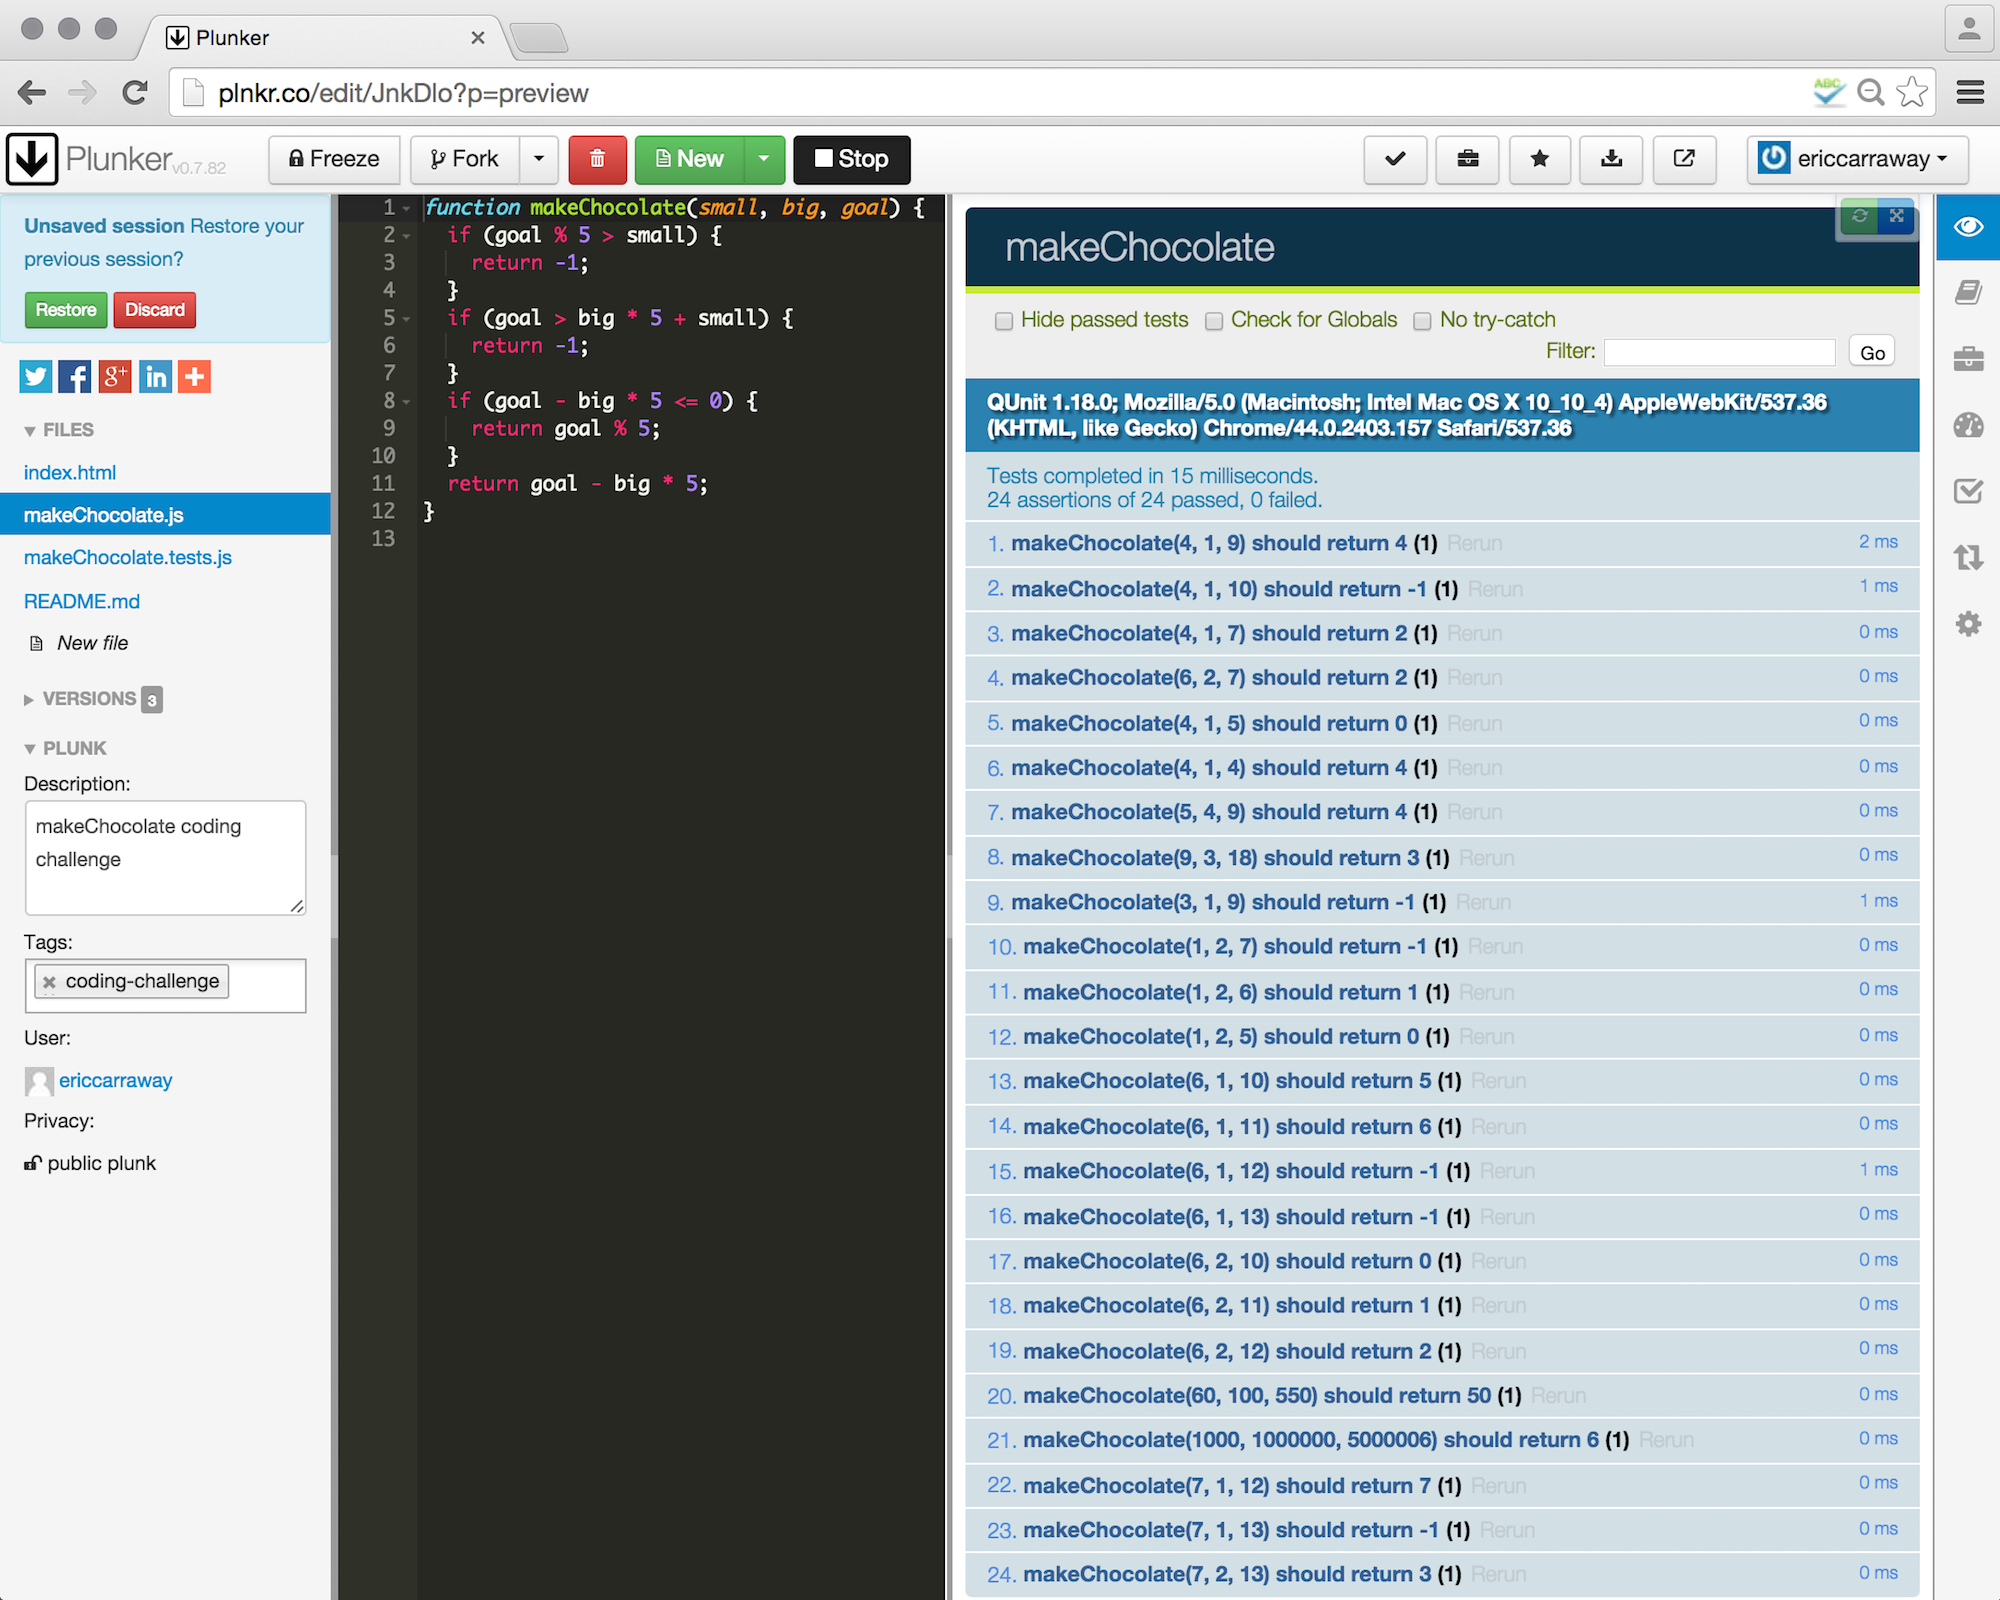 Plunker
plnkr.co/edit/JnkDlo?p=preview
ABC
Plunker v0.7.82
Freeze
Fork
New
Stop
ericcarraway
Unsaved session Restore your
previous session?
Restore
Discard
g+
in
FILES
index.html
makeChocolate.js
makeChocolate.tests.js
README.md
New file
VERSIONS 3
PLUNK
Description:
makeChocolate coding
challenge
Tags:
coding-challenge
User:
ericcarraway
Privacy:
public plunk
1 function makeChocolate(small, big, goal) {
2   if (goal % 5 > small) {
3     return -1;
4   }
5   if (goal > big * 5 + small) {
6     return -1;
7   }
8   if (goal - big * 5 <= 0) {
9     return goal % 5;
10   }
11   return goal - big * 5;
12 }
13
makeChocolate
Hide passed tests Check for Globals No try-catch
Filter:
Go
QUnit 1.18.0; Mozilla/5.0 (Macintosh; Intel Mac OS X 10_10_4) AppleWebKit/537.36
(KHTML, like Gecko) Chrome/44.0.2403.157 Safari/537.36
Tests completed in 15 milliseconds.
24 assertions of 24 passed, 0 failed.
1. makeChocolate(4, 1, 9) should return 4 (1) Rerun 2 ms
2. makeChocolate(4, 1, 10) should return -1 (1) Rerun 1 ms
3. makeChocolate(4, 1, 7) should return 2 (1) Rerun 0 ms
4. makeChocolate(6, 2, 7) should return 2 (1) Rerun 0 ms
5. makeChocolate(4, 1, 5) should return 0 (1) Rerun 0 ms
6. makeChocolate(4, 1, 4) should return 4 (1) Rerun 0 ms
7. makeChocolate(5, 4, 9) should return 4 (1) Rerun 0 ms
8. makeChocolate(9, 3, 18) should return 3 (1) Rerun 0 ms
9. makeChocolate(3, 1, 9) should return -1 (1) Rerun 1 ms
10. makeChocolate(1, 2, 7) should return -1 (1) Rerun 0 ms
11. makeChocolate(1, 2, 6) should return 1 (1) Rerun 0 ms
12. makeChocolate(1, 2, 5) should return 0 (1) Rerun 0 ms
13. makeChocolate(6, 1, 10) should return 5 (1) Rerun 0 ms
14. makeChocolate(6, 1, 11) should return 6 (1) Rerun 0 ms
15. makeChocolate(6, 1, 12) should return -1 (1) Rerun 1 ms
16. makeChocolate(6, 1, 13) should return -1 (1) Rerun 0 ms
17. makeChocolate(6, 2, 10) should return 0 (1) Rerun 0 ms
18. makeChocolate(6, 2, 11) should return 1 (1) Rerun 0 ms
19. makeChocolate(6, 2, 12) should return 2 (1) Rerun 0 ms
20. makeChocolate(60, 100, 550) should return 50 (1) Rerun 0 ms
21. makeChocolate(1000, 1000000, 5000006) should return 6 (1) Rerun 0 ms
22. makeChocolate(7, 1, 12) should return 7 (1) Rerun 0 ms
23. makeChocolate(7, 1, 13) should return -1 (1) Rerun 0 ms
24. makeChocolate(7, 2, 13) should return 3 (1) Rerun 0 ms